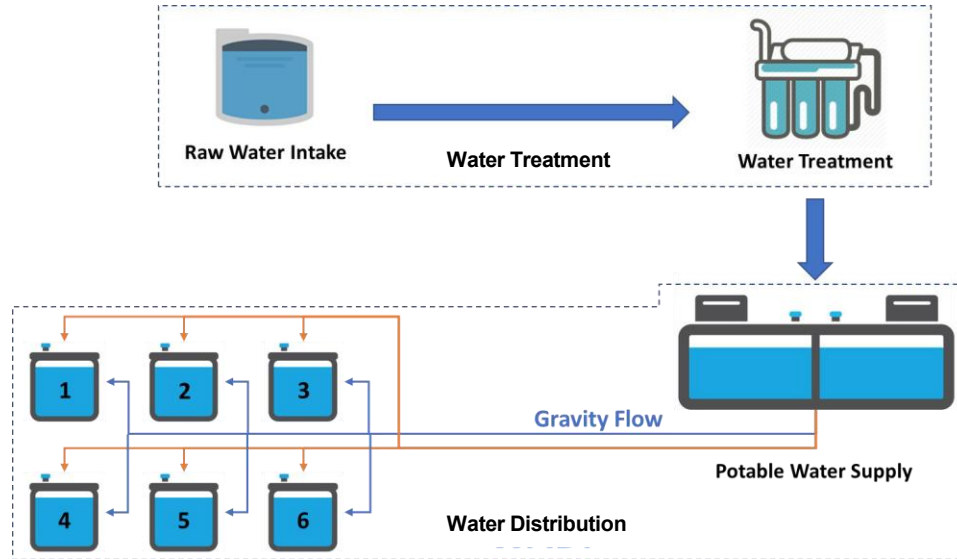 Raw Water Intake
Water Treatment
Water Treatment
1
2
3
Gravity Flow
Potable Water Supply
4
5
6
Water Distribution